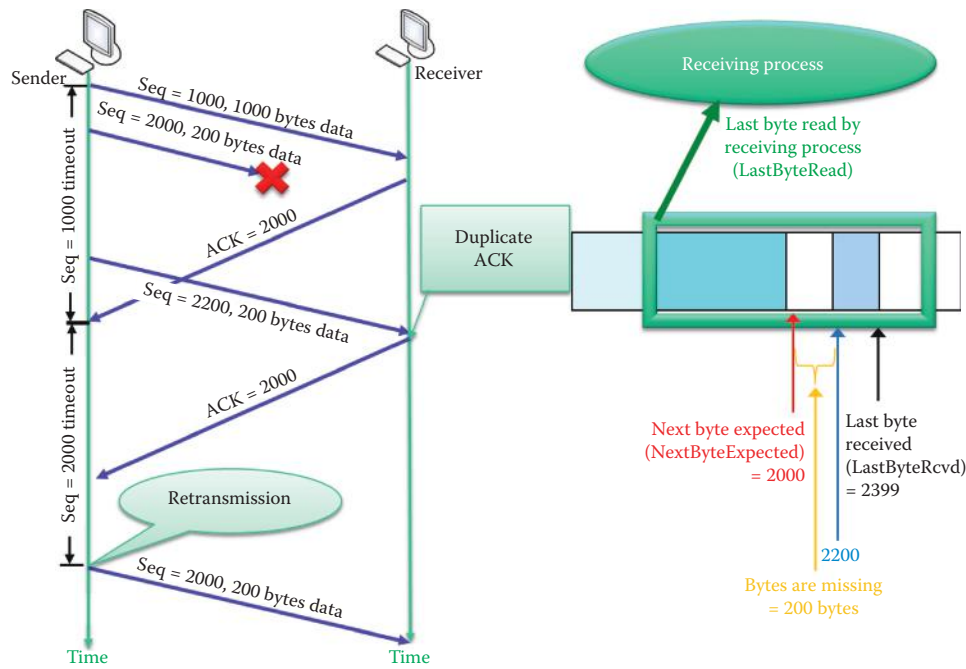 Sender
Receiver
Seq = 1000, 1000 bytes data
Seq = 2000, 200 bytes data
Seq = 1000 timeout
ACK = 2000
Seq = 2200, 200 bytes data
Duplicate
ACK
ACK = 2000
Seq = 2000 timeout
Retransmission
Seq = 2000, 200 bytes data
Time
Time
Receiving process
Last byte read by
receiving process
(LastByteRead)
Next byte expected
(NextByteExpected)
= 2000
Last byte
received
(LastByteRcvd)
= 2399
2200
Bytes are missing
= 200 bytes